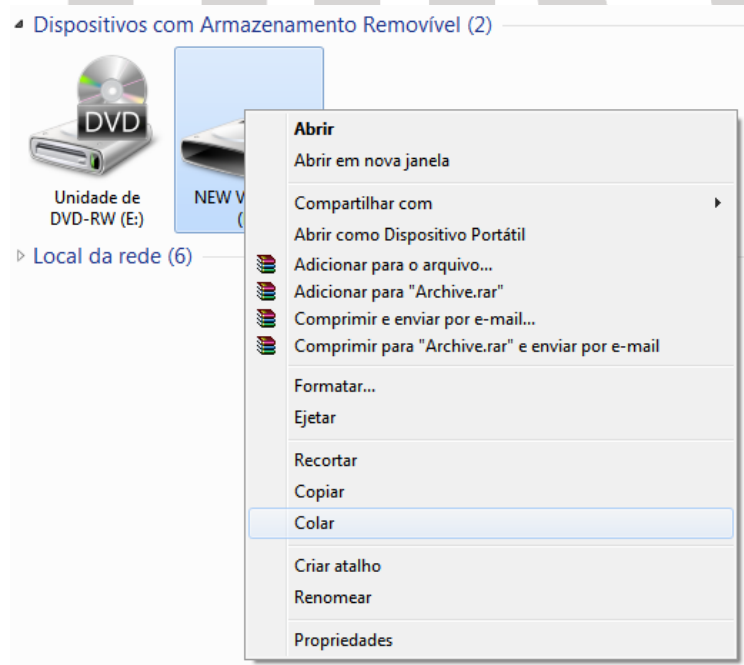 Dispositivos com Armazenamento Removível (2)
DVD
Unidade de
DVD-RW (E:)
NEW V
(
Abrir
Abrir em nova janela
Compartilhar com
Abrir como Dispositivo Portátil
Adicionar para o arquivo...
Adicionar para "Archive.rar"
Comprimir e enviar por e-mail...
Comprimir para "Archive.rar" e enviar por e-mail
Formatar...
Ejetar
Recortar
Copiar
Colar
Criar atalho
Renomear
Propriedades
Local da rede (6)